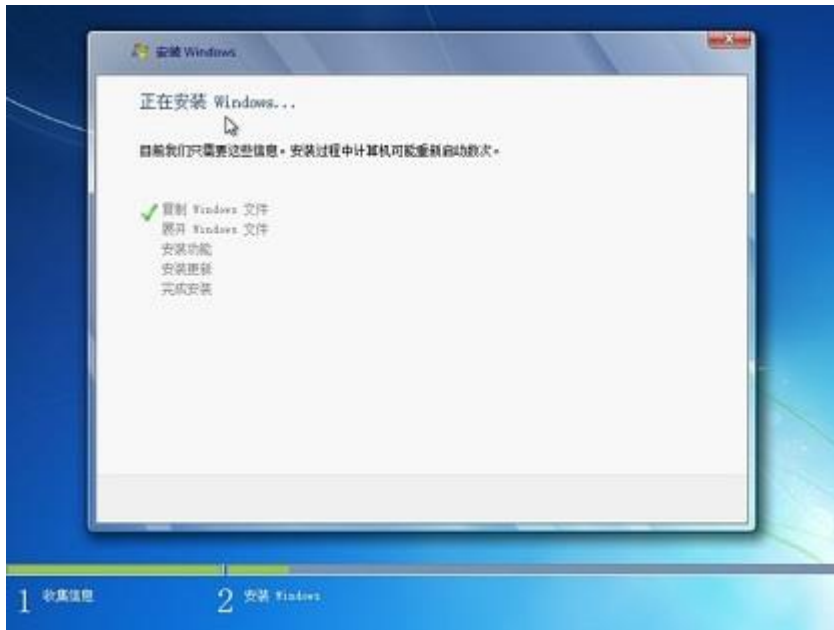 安装 Windows
正在安装 Windows...
目前我们只需要这些信息。安装过程中计算机可能重新启动数次。
复制 Windows 文件
展开 Windows 文件
安装功能
安装更新
完成安装
1 收集信息
2 安装 Windows